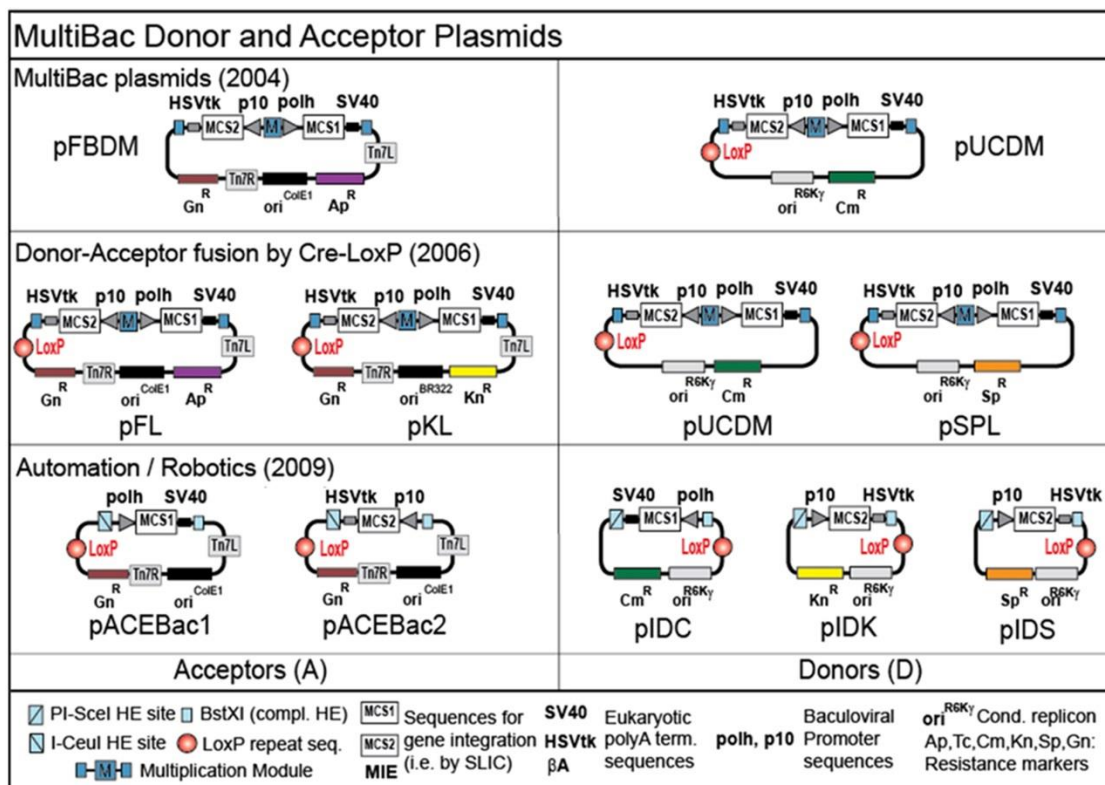 MultiBac Donor and Acceptor Plasmids
MultiBac plasmids (2004)
HSVtk p10 polh SV40
MCS2 M MCS1
pFBDM
Tn7L
Tn7R
Gn R ori ColE1 Ap R
HSVtk p10 polh SV40
MCS2 M MCS1
LoxP
pUCDM
ori R6Kγ Cm R
Donor-Acceptor fusion by Cre-LoxP (2006)
HSVtk p10 polh SV40
MCS2 M MCS1
LoxP
Tn7L
Tn7R
Gn R ori ColE1 Ap R
pFL
HSVtk p10 polh SV40
MCS2 M MCS1
LoxP
Tn7L
Tn7R
Gn R ori BR322 Kn R
pKL
HSVtk p10 polh SV40
MCS2 M MCS1
LoxP
ori R6Kγ Cm R
pUCDM
HSVtk p10 polh SV40
MCS2 M MCS1
LoxP
ori R6Kγ Sp R
pSPL
Automation / Robotics (2009)
polh SV40
MCS1
LoxP
Tn7L
Tn7R
Gn R ori ColE1
pACEBac1
HSVtk p10
MCS2
LoxP
Tn7L
Tn7R
Gn R ori ColE1
pACEBac2
SV40 polh
MCS1
LoxP
Cm R ori R6Kγ
pIDC
p10 HSVtk
MCS2
LoxP
Kn R ori R6Kγ
pIDK
p10 HSVtk
MCS2
LoxP
Sp R ori R6Kγ
pIDS
Acceptors (A)
Donors (D)
PI-SceI HE site
BstXI (compl. HE)
I-CeuI HE site
LoxP repeat seq.
M Multiplication Module
MCS1
MCS2
MIE
Sequences for
gene integration
(i.e. by SLIC)
SV40
HSVtk
βA
Eukaryotic
polyA term.
sequences
polh, p10
Baculoviral
Promoter
sequences
ori R6Kγ Cond. replicon
Ap,Tc,Cm,Kn,Sp,Gn:
Resistance markers